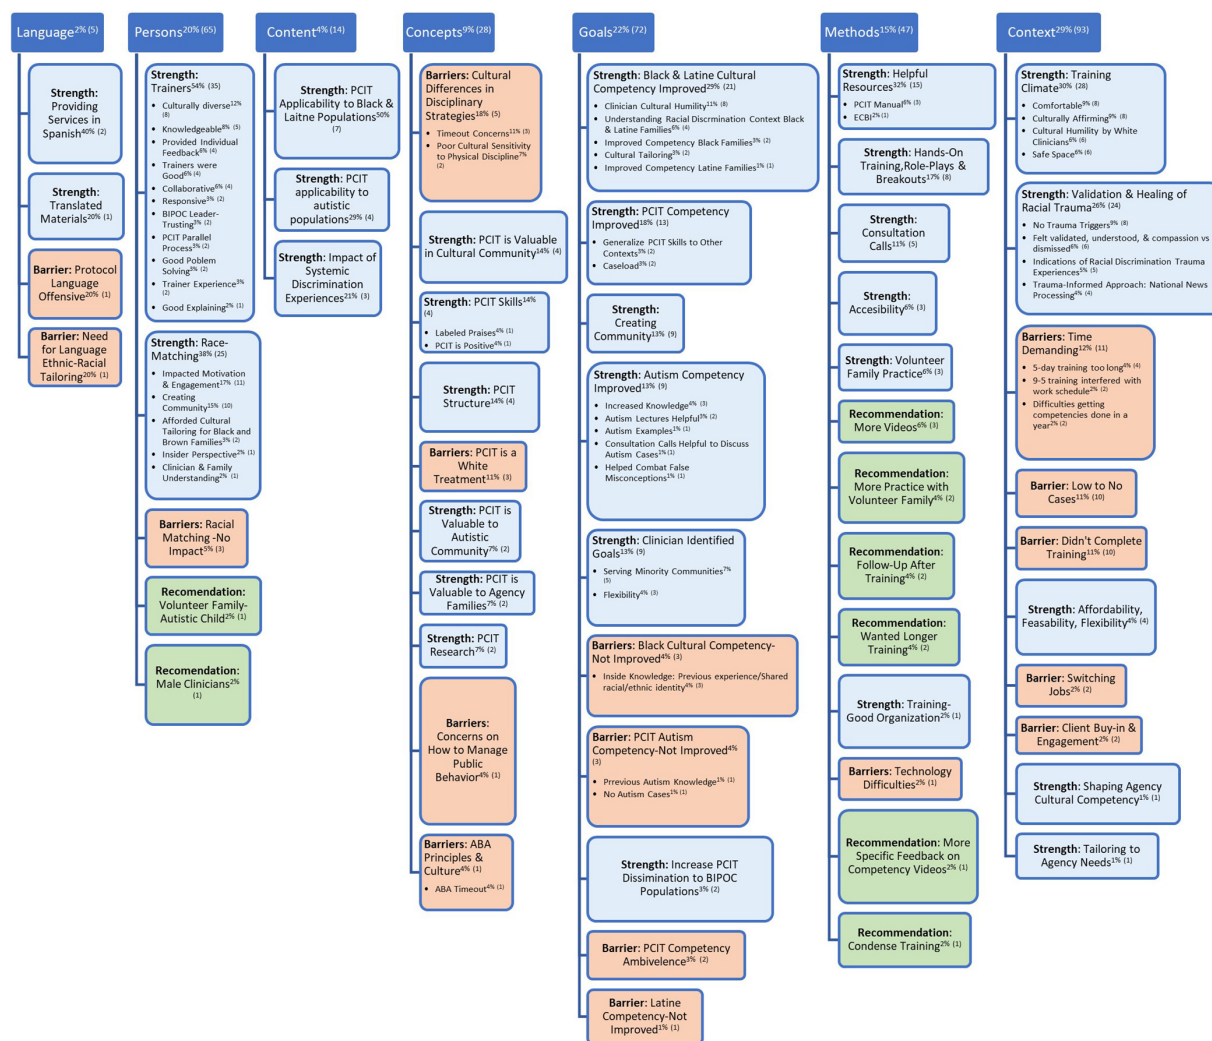 Language2% (5)
Strength:
Providing
Services in
Spanish40% (2)
Strength:
Translated
Materials20% (1)
Barrier: Protocol
Language
Offensive20% (1)
Barrier: Need
for Language
Ethnic-Racial
Tailoring20% (1)
Persons20% (65)
Strength:
Trainers54% (35)
• Culturally diverse12%
(8)
• Knowledgeable8% (5)
• Provided Individual
Feedback6% (4)
• Trainers were
Good6% (4)
• Collaborative6% (4)
• Responsive3% (2)
• BIPOC Leader-
Trusting3% (2)
• PCIT Parallel
Process3% (2)
• Good Poblem
Solving3% (2)
• Trainer Experience3%
(2)
• Good Explaining2% (1)
Strength: Race-
Matching38% (25)
• Impacted Motivation
& Engagement17% (11)
• Creating
Community15% (10)
• Afforded Cultural
Tailoring for Black and
Brown Families3% (2)
• Insider Perspective2% (1)
• Clinician & Family
Understanding2% (1)
Barriers: Racial
Matching -No
Impact5% (3)
Recomendation:
Volunteer Family-
Autistic Child2% (1)
Recomendation:
Male Clinicians2%
(1)
Content4% (14)
Strength: PCIT
Applicability to Black &
Laitne Populations50%
(7)
Strength: PCIT
applicability to
autistic
populations29% (4)
Strength: Impact of
Systemic
Discrimination
Experiences21% (3)
Concepts9% (28)
Barriers: Cultural
Differences in
Disciplinary
Strategies18% (5)
• Timeout Concerns11% (3)
• Poor Cultural Sensitivity
to Physical Discipline7%
(2)
Strength: PCIT is Valuable
in Cultural Community14% (4)
Strength: PCIT Skills14%
(4)
• Labeled Praises4% (1)
• PCIT is Positive4% (1)
Strength: PCIT
Structure14% (4)
Barriers: PCIT is a
White
Treatment11% (3)
Strength: PCIT is
Valuable to
Autistic
Community7% (2)
Strength: PCIT is
Valuable to Agency
Families7% (2)
Strength: PCIT
Research7% (2)
Barriers:
Concerns on
How to Manage
Public
Behavior4% (1)
Barriers: ABA
Principles &
Culture4% (1)
• ABA Timeout4% (1)
Goals22% (72)
Strength: Black & Latine Cultural
Competency Improved29% (21)
• Clinician Cultural Humility11% (8)
• Understanding Racial Discrmination Context Black
& Latine Families6% (4)
• Improved Competency Black Families3% (2)
• Cultural Tailoring3% (2)
• Improved Competency Latine Families1% (1)
Strength: PCIT Competency
Improved18% (13)
• Generalize PCIT Skills to Other
Contexts3% (2)
• Caseload3% (2)
Strength:
Creating
Community13% (9)
Strength: Autism Competency
Improved13% (9)
• Increased Knowledge4% (3)
• Autism Lectures Helpful3% (2)
• Autism Examples1% (1)
• Consultation Calls Helpful to Discuss
Autism Cases1% (1)
• Helped Combat False
Misconceptions1% (1)
Strength: Clinician Identified
Goals13% (9)
• Serving Minority Communities7%
(5)
• Flexibility4% (3)
Barriers: Black Cultural Competency-
Not Improved4% (3)
• Inside Knowledge: Previous experience/Shared
racial/ethnic identity4% (3)
Barrier: PCIT Autism
Competency-Not Improved4%
(3)
• Prrevious Autism Knowledge1% (1)
• No Autism Cases1% (1)
Strength: Increase PCIT
Dissimination to BIPOC
Populations3% (2)
Barrier: PCIT Competency
Ambivelence3% (2)
Barrier: Latine
Competency-Not
Improved1% (1)
Methods15% (47)
Strength: Helpful
Resources32% (15)
• PCIT Manual6% (3)
• ECBI2% (1)
Strength: Hands-On
Training,Role-Plays &
Breakouts17% (8)
Strength:
Consultation
Calls11% (5)
Strength:
Accesibility6% (3)
Strength: Volunteer
Family Practice6% (3)
Recommendation:
More Videos6% (3)
Recommendation:
More Practice with
Volunteer Family4% (2)
Recommendation:
Follow-Up After
Training4% (2)
Recommendation:
Wanted Longer
Training4% (2)
Strength: Training-
Good Organization2% (1)
Barriers: Technology
Difficulties2% (1)
Recommendation: More
Specific Feedback on
Competency Videos2% (1)
Recommendation:
Condense Training2% (1)
Context29% (93)
Strength: Training
Climate30% (28)
• Comfortable9% (8)
• Culturally Affirming9% (8)
• Cultural Humility by White
Clinicians6% (6)
• Safe Space6% (6)
Strength: Validation & Healing of
Racial Trauma26% (24)
• No Trauma Triggers9% (8)
• Felt validated, understood, & compassion vs
dismissed6% (6)
• Indications of Racial Discrimination Trauma
Experiences5% (5)
• Trauma-Informed Approach: National News
Processing4% (4)
Barriers: Time
Demanding12% (11)
• 5-day training too long4% (4)
• 9-5 training interfered with
work schedule2% (2)
• Difficulties getting
competencies done in a
year2% (2)
Barrier: Low to No
Cases11% (10)
Barrier: Didn't Complete
Training11% (10)
Strength: Affordability,
Feasability, Flexibility4% (4)
Barrier: Switching
Jobs2% (2)
Barrier: Client Buy-in &
Engagement2% (2)
Strength: Shaping Agency
Cultural Competency1% (1)
Strength: Tailoring to
Agency Needs1% (1)